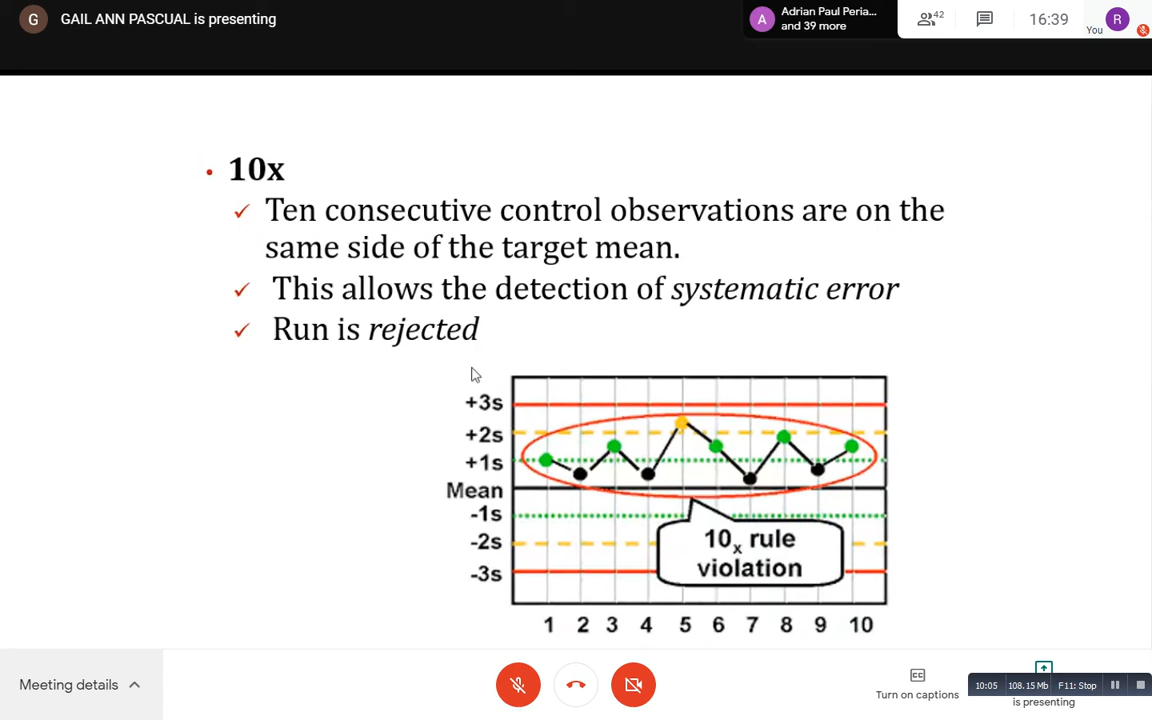 G GAIL ANN PASCUAL is presenting
A Adrian Paul Peria...
and 39 more
42
16:39
You
R
10x
Ten consecutive control observations are on the
same side of the target mean.
This allows the detection of systematic error
Run is rejected
+3s
+2s
+1s
Mean
-1s
-2s
-3s
10x rule
violation
1 2 3 4 5 6 7 8 9 10
Meeting details
CC
Turn on captions
10:05 108.15 Mb F11: Stop
is presenting